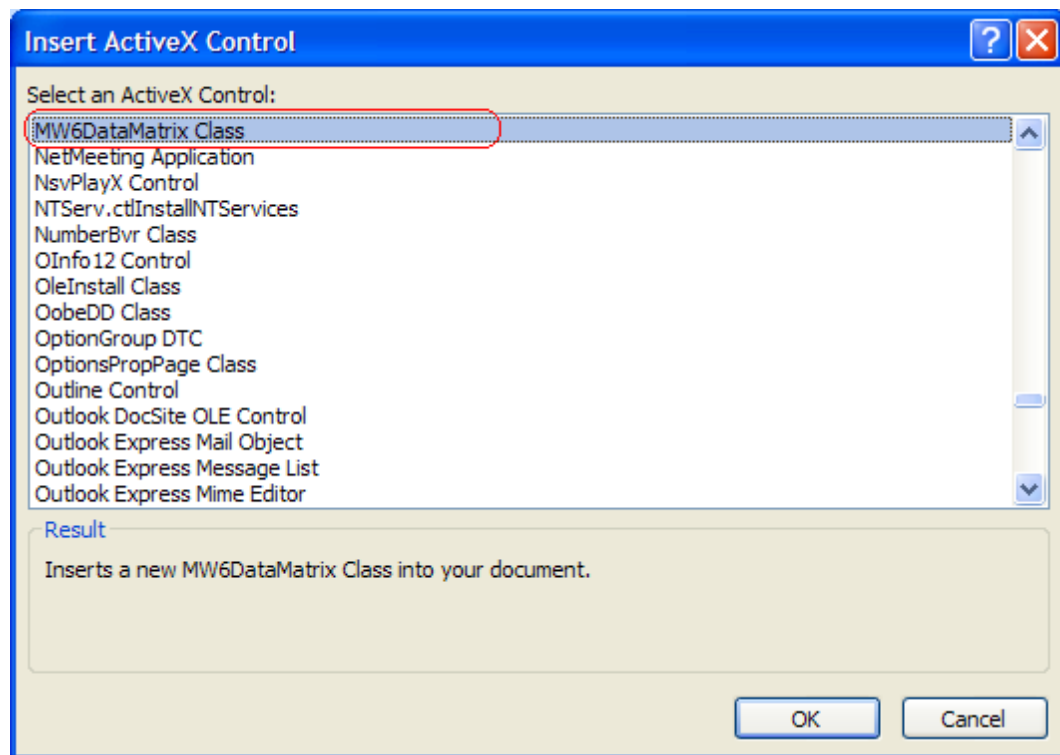 Insert ActiveX Control
Select an ActiveX Control:
MW6DataMatrix Class
NetMeeting Application
NsvPlayX Control
NTServ.ctlInstallNTServices
NumberBvr Class
OInfo12 Control
OleInstall Class
OobeDD Class
OptionGroup DTC
OptionsPropPage Class
Outline Control
Outlook DocSite OLE Control
Outlook Express Mail Object
Outlook Express Message List
Outlook Express Mime Editor
Result
Inserts a new MW6DataMatrix Class into your document.
OK Cancel